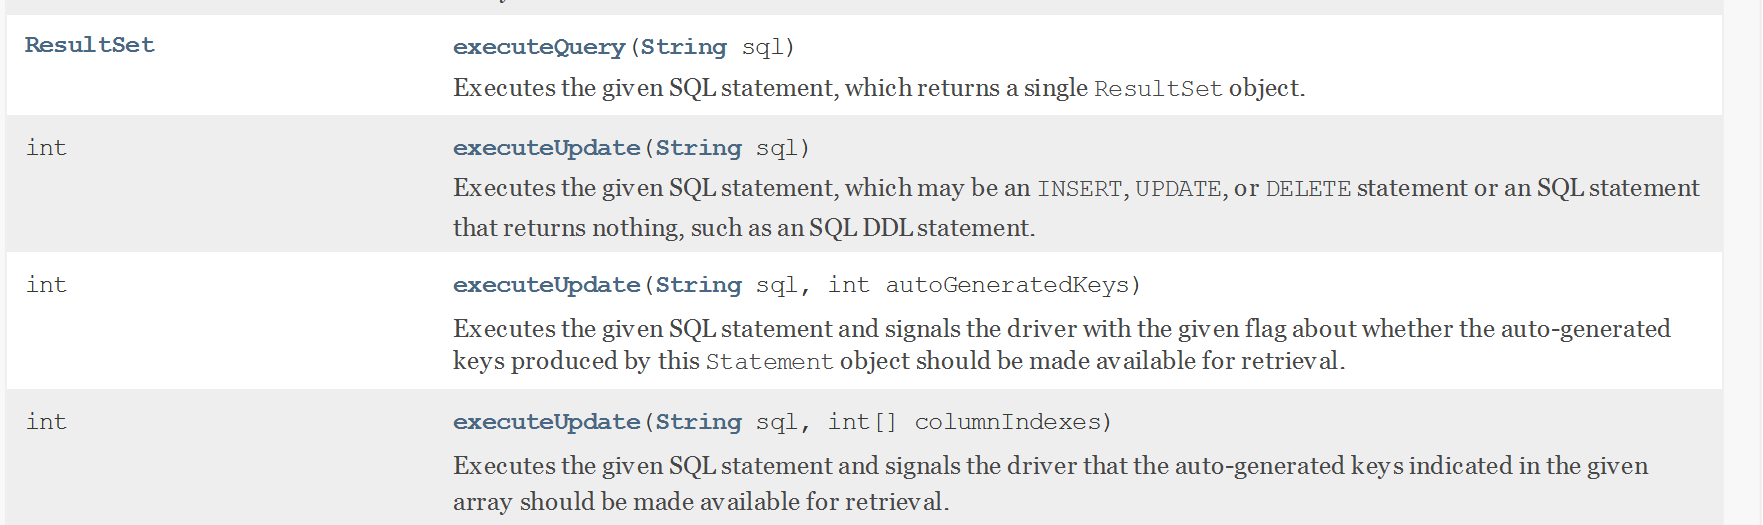 ResultSet executeQuery(String sql)
Executes the given SQL statement, which returns a single ResultSet object.
int executeUpdate(String sql)
Executes the given SQL statement, which may be an INSERT, UPDATE, or DELETE statement or an SQL statement
that returns nothing, such as an SQL DDL statement.
int executeUpdate(String sql, int autoGeneratedKeys)
Executes the given SQL statement and signals the driver with the given flag about whether the auto-generated
keys produced by this Statement object should be made available for retrieval.
int executeUpdate(String sql, int[] columnIndexes)
Executes the given SQL statement and signals the driver that the auto-generated keys indicated in the given
array should be made available for retrieval.